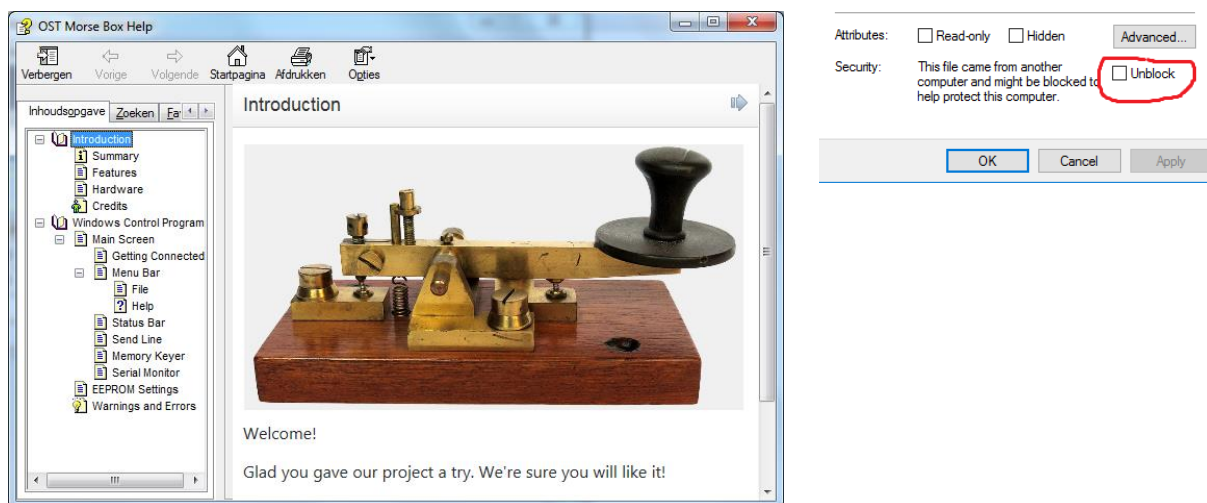 OST Morse Box Help
Verbergen Vorige Volgende Startpagina Afdrukken Opties
Inhoudsopgave Zoeken Fa
Introduction
Summary
Features
Hardware
Credits
Windows Control Program
Main Screen
Getting Connected
Menu Bar
File
Help
Status Bar
Send Line
Memory Keyer
Serial Monitor
EEPROM Settings
Warnings and Errors
Introduction
Welcome!
Glad you gave our project a try. We're sure you will like it!
Attributes: Read-only Hidden Advanced...
Security: This file came from another
computer and might be blocked to
help protect this computer.
Unblock
OK Cancel Apply